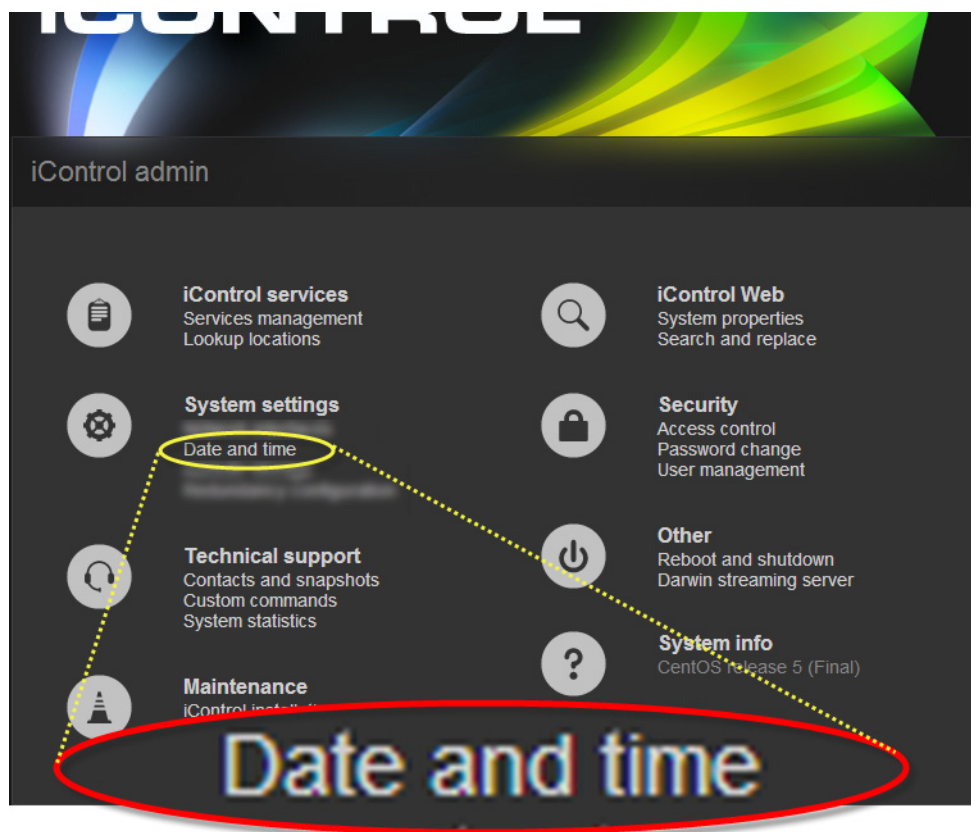 iCONTROL
iControl admin
iControl services
Services management
Lookup locations
System settings
Date and time
Technical support
Contacts and snapshots
Custom commands
System statistics
Maintenance
iControl
iControl Web
System properties
Search and replace
Security
Access control
Password change
User management
Other
Reboot and shutdown
Darwin streaming server
System info
CentOS release 5 (Final)
Date and time